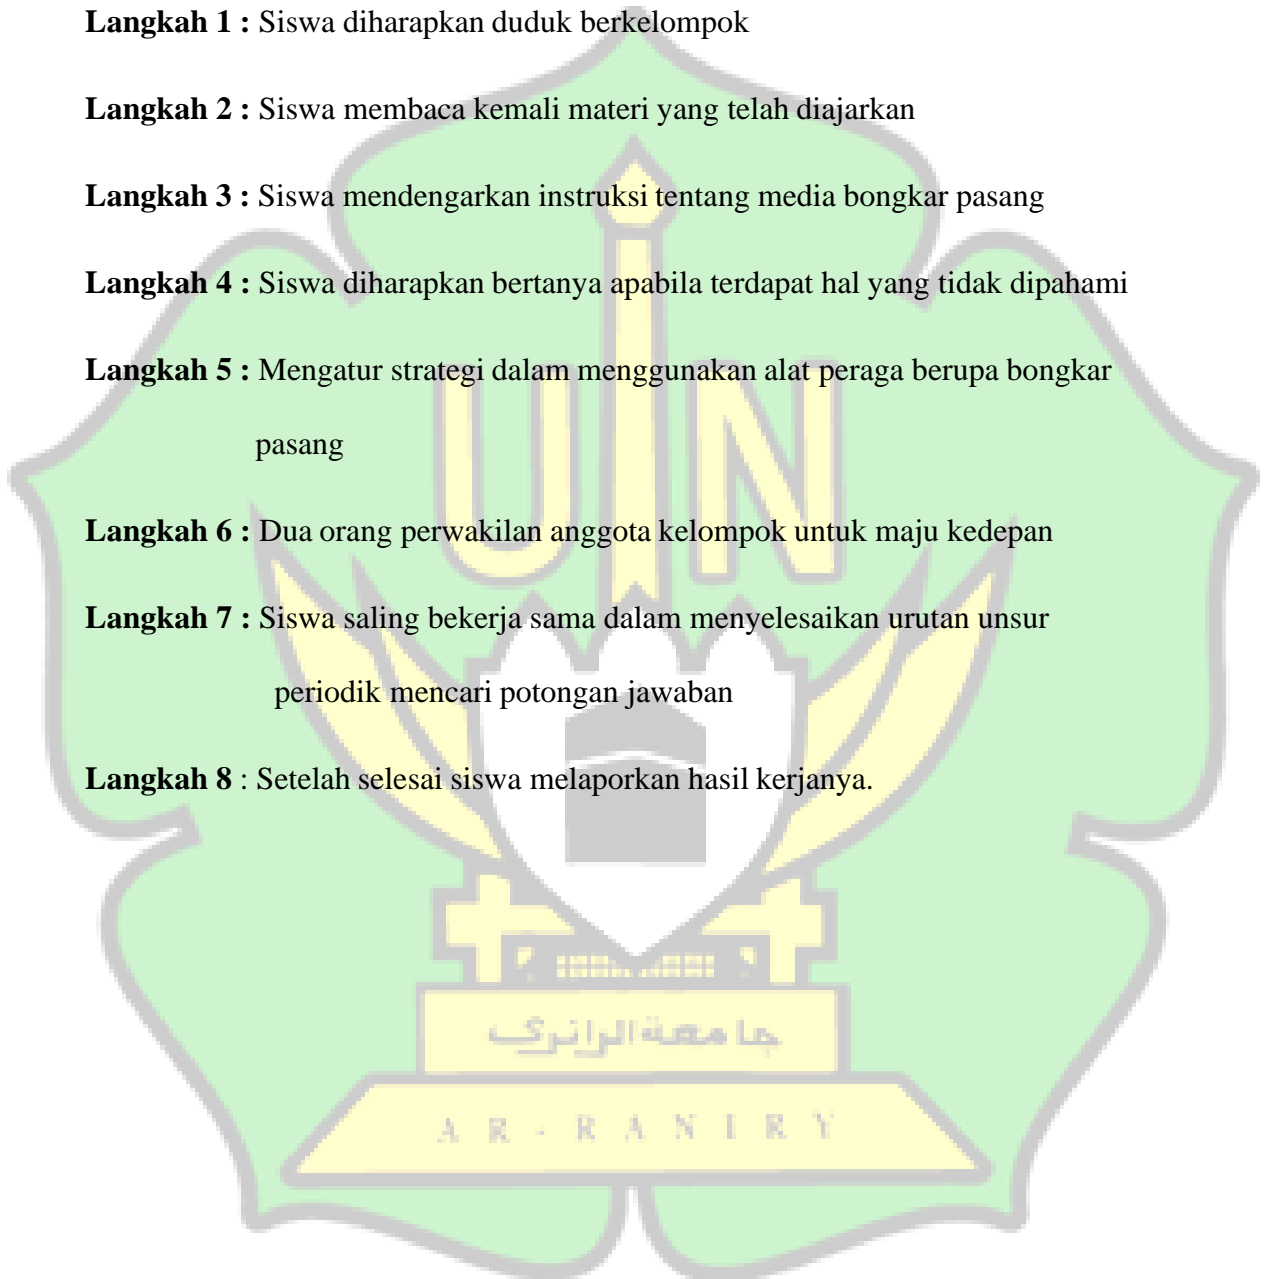 Langkah 1 : Siswa diharapkan duduk berkelompok
Langkah 2 : Siswa membaca kemali materi yang telah diajarkan
Langkah 3 : Siswa mendengarkan instruksi tentang media bongkar pasang
Langkah 4 : Siswa diharapkan bertanya apabila terdapat hal yang tidak dipahami
Langkah 5 : Mengatur strategi dalam menggunakan alat peraga berupa bongkar
pasang
Langkah 6 : Dua orang perwakilan anggota kelompok untuk maju kedepan
Langkah 7 : Siswa saling bekerja sama dalam menyelesaikan urutan unsur
periodik mencari potongan jawaban
Langkah 8 : Setelah selesai siswa melaporkan hasil kerjanya.
UIN
جامعة الرانري
AR-RANIRY